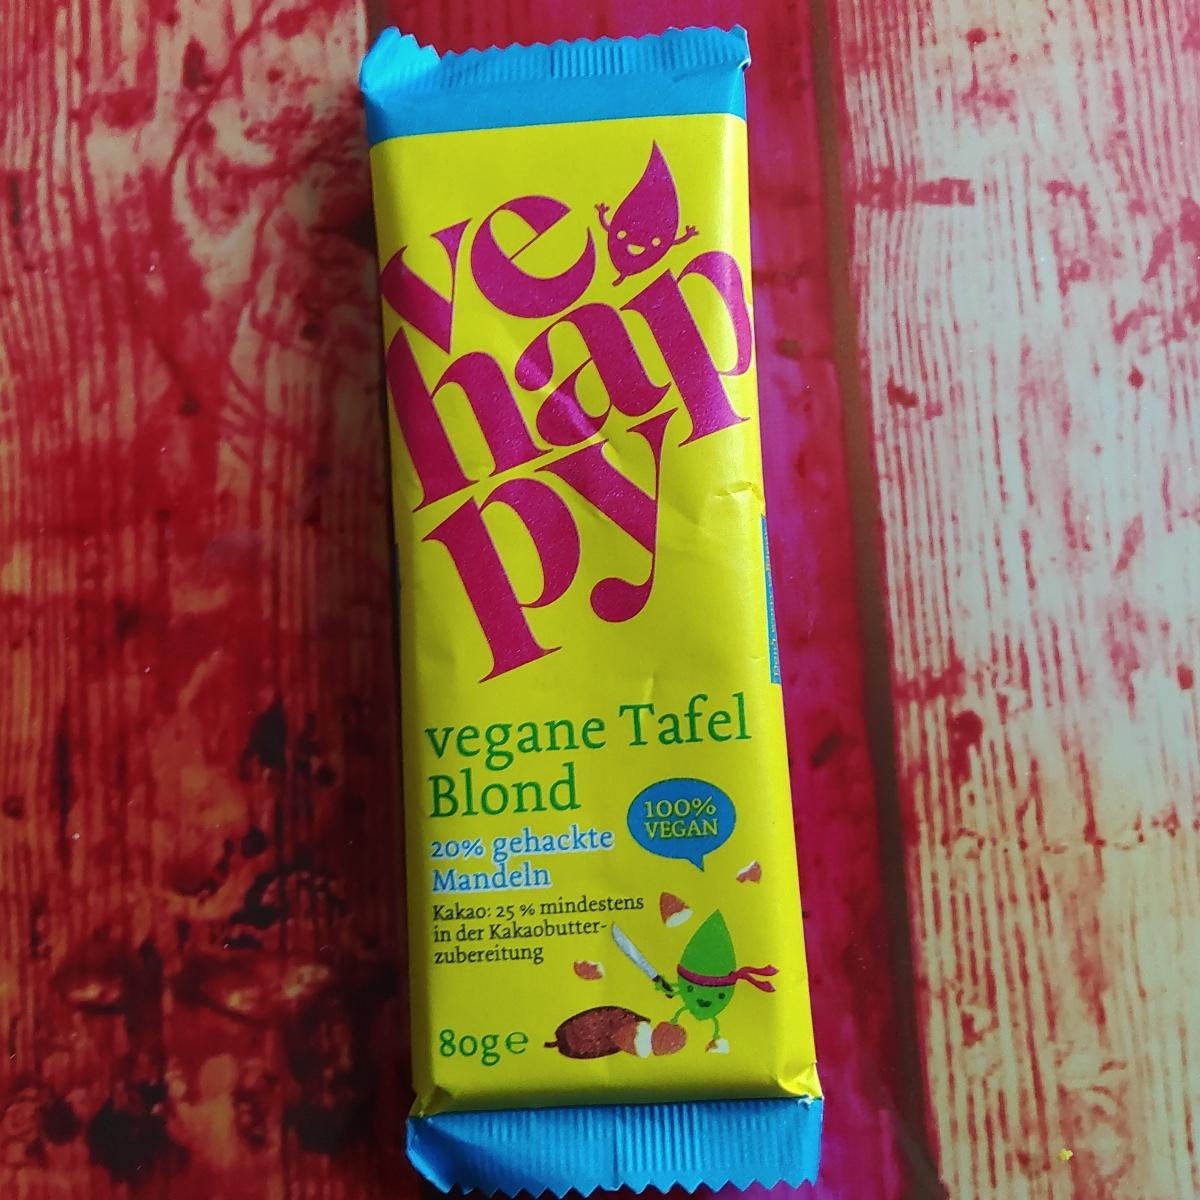 ve
hap
py
vegane Tafel
Blond
100%
VEGAN
20% gehackte
Mandeln
Kakao: 25 % mindestens
in der Kakaobutter-
zubereitung
80g e